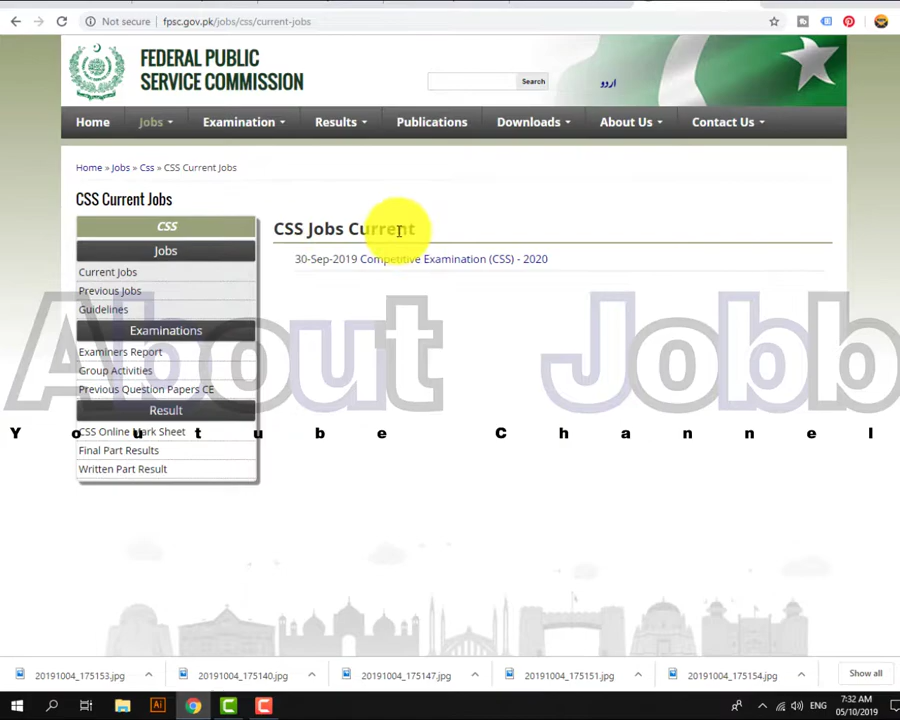 Not secure | fpsc.gov.pk/jobs/css/current-jobs
FEDERAL PUBLIC
SERVICE COMMISSION
Search
اردو
Home Jobs Examination Results Publications Downloads About Us Contact Us
Home » Jobs » Css » CSS Current Jobs
CSS Current Jobs
CSS
Jobs
Current Jobs
Previous Jobs
Guidelines
Examinations
Examiners Report
Group Activities
Previous Question Papers CE
Result
CSS Online Mark Sheet
Final Part Results
Written Part Result
CSS Jobs Current
30-Sep-2019 Competitive Examination (CSS) - 2020
About Jobb
Youtube Channel
20191004_175153.jpg 20191004_175140.jpg 20191004_175147.jpg 20191004_175151.jpg 20191004_175154.jpg Show all
Ai ENG 7:32 AM
05/10/2019